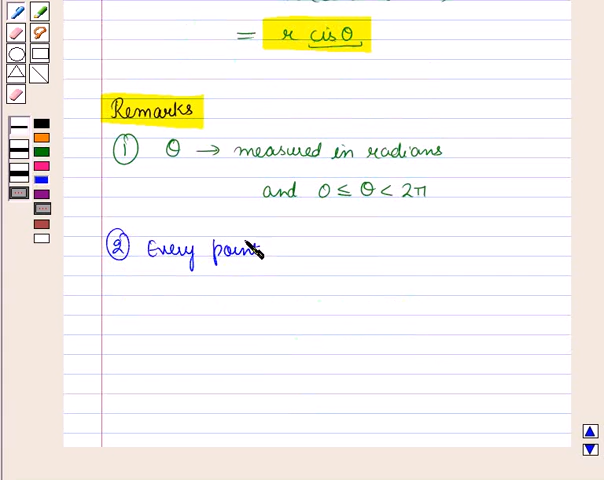 = r cisθ
Remarks
① θ → measured in radians
and 0 ≤ θ < 2π
② Every point